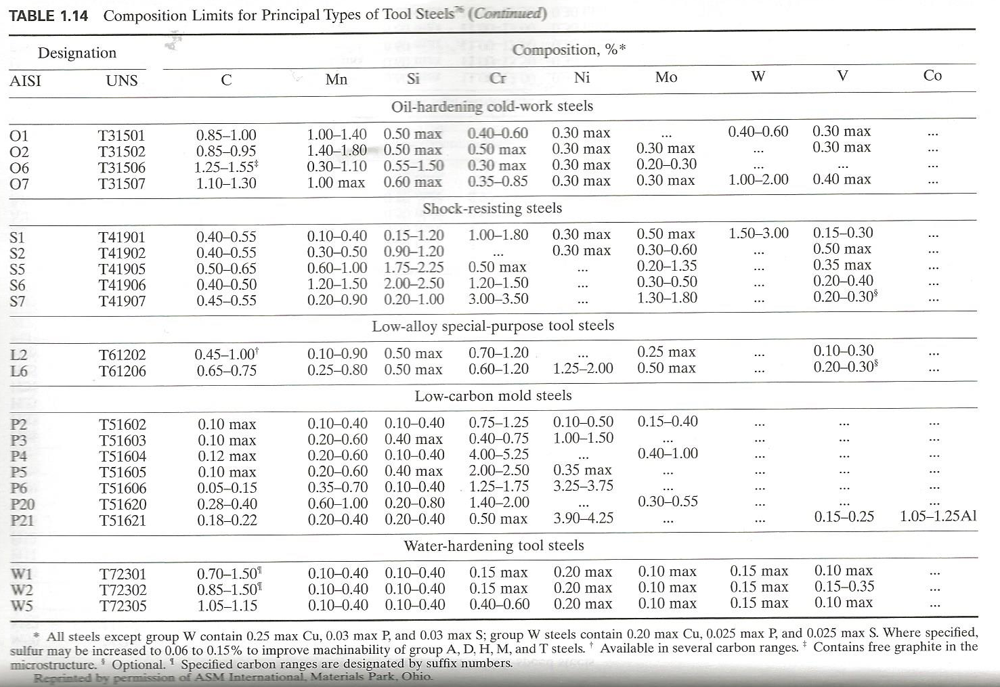 TABLE 1.14 Composition Limits for Principal Types of Tool Steels⁷⁶ (Continued)
Designation Composition, %*
AISI UNS C Mn Si Cr Ni Mo W V Co
Oil-hardening cold-work steels
O1 T31501 0.85–1.00 1.00–1.40 0.50 max 0.40–0.60 0.30 max ... 0.40–0.60 0.30 max ...
O2 T31502 0.85–0.95 1.40–1.80 0.50 max 0.50 max 0.30 max 0.30 max ... 0.30 max ...
O6 T31506 1.25–1.55‡ 0.30–1.10 0.55–1.50 0.30 max 0.30 max 0.20–0.30 ... ... ...
O7 T31507 1.10–1.30 1.00 max 0.60 max 0.35–0.85 0.30 max 0.30 max 1.00–2.00 0.40 max ...
Shock-resisting steels
S1 T41901 0.40–0.55 0.10–0.40 0.15–1.20 1.00–1.80 0.30 max 0.50 max 1.50–3.00 0.15–0.30 ...
S2 T41902 0.40–0.55 0.30–0.50 0.90–1.20 ... 0.30 max 0.30–0.60 ... 0.50 max ...
S5 T41905 0.50–0.65 0.60–1.00 1.75–2.25 0.50 max ... 0.20–1.35 ... 0.35 max ...
S6 T41906 0.40–0.50 1.20–1.50 2.00–2.50 1.20–1.50 ... 0.30–0.50 ... 0.20–0.40 ...
S7 T41907 0.45–0.55 0.20–0.90 0.20–1.00 3.00–3.50 ... 1.30–1.80 ... 0.20–0.30§ ...
Low-alloy special-purpose tool steels
L2 T61202 0.45–1.00† 0.10–0.90 0.50 max 0.70–1.20 ... 0.25 max ... 0.10–0.30 ...
L6 T61206 0.65–0.75 0.25–0.80 0.50 max 0.60–1.20 1.25–2.00 0.50 max ... 0.20–0.30§ ...
Low-carbon mold steels
P2 T51602 0.10 max 0.10–0.40 0.10–0.40 0.75–1.25 0.10–0.50 0.15–0.40 ... ... ...
P3 T51603 0.10 max 0.20–0.60 0.40 max 0.40–0.75 1.00–1.50 ... ... ... ...
P4 T51604 0.12 max 0.20–0.60 0.10–0.40 4.00–5.25 ... 0.40–1.00 ... ... ...
P5 T51605 0.10 max 0.20–0.60 0.40 max 2.00–2.50 0.35 max ... ... ... ...
P6 T51606 0.05–0.15 0.35–0.70 0.10–0.40 1.25–1.75 3.25–3.75 ... ... ... ...
P20 T51620 0.28–0.40 0.60–1.00 0.20–0.80 1.40–2.00 ... 0.30–0.55 ... ... ...
P21 T51621 0.18–0.22 0.20–0.40 0.20–0.40 0.50 max 3.90–4.25 ... ... 0.15–0.25 1.05–1.25Al
Water-hardening tool steels
W1 T72301 0.70–1.50¶ 0.10–0.40 0.10–0.40 0.15 max 0.20 max 0.10 max 0.15 max 0.10 max ...
W2 T72302 0.85–1.50¶ 0.10–0.40 0.10–0.40 0.15 max 0.20 max 0.10 max 0.15 max 0.15–0.35 ...
W5 T72305 1.05–1.15 0.10–0.40 0.10–0.40 0.40–0.60 0.20 max 0.10 max 0.15 max 0.10 max ...
* All steels except group W contain 0.25 max Cu, 0.03 max P, and 0.03 max S; group W steels contain 0.20 max Cu, 0.025 max P, and 0.025 max S. Where specified,
sulfur may be increased to 0.06 to 0.15% to improve machinability of group A, D, H, M, and T steels. † Available in several carbon ranges. ‡ Contains free graphite in the
microstructure. § Optional. ¶ Specified carbon ranges are designated by suffix numbers.
Reprinted by permission of ASM International, Materials Park, Ohio.